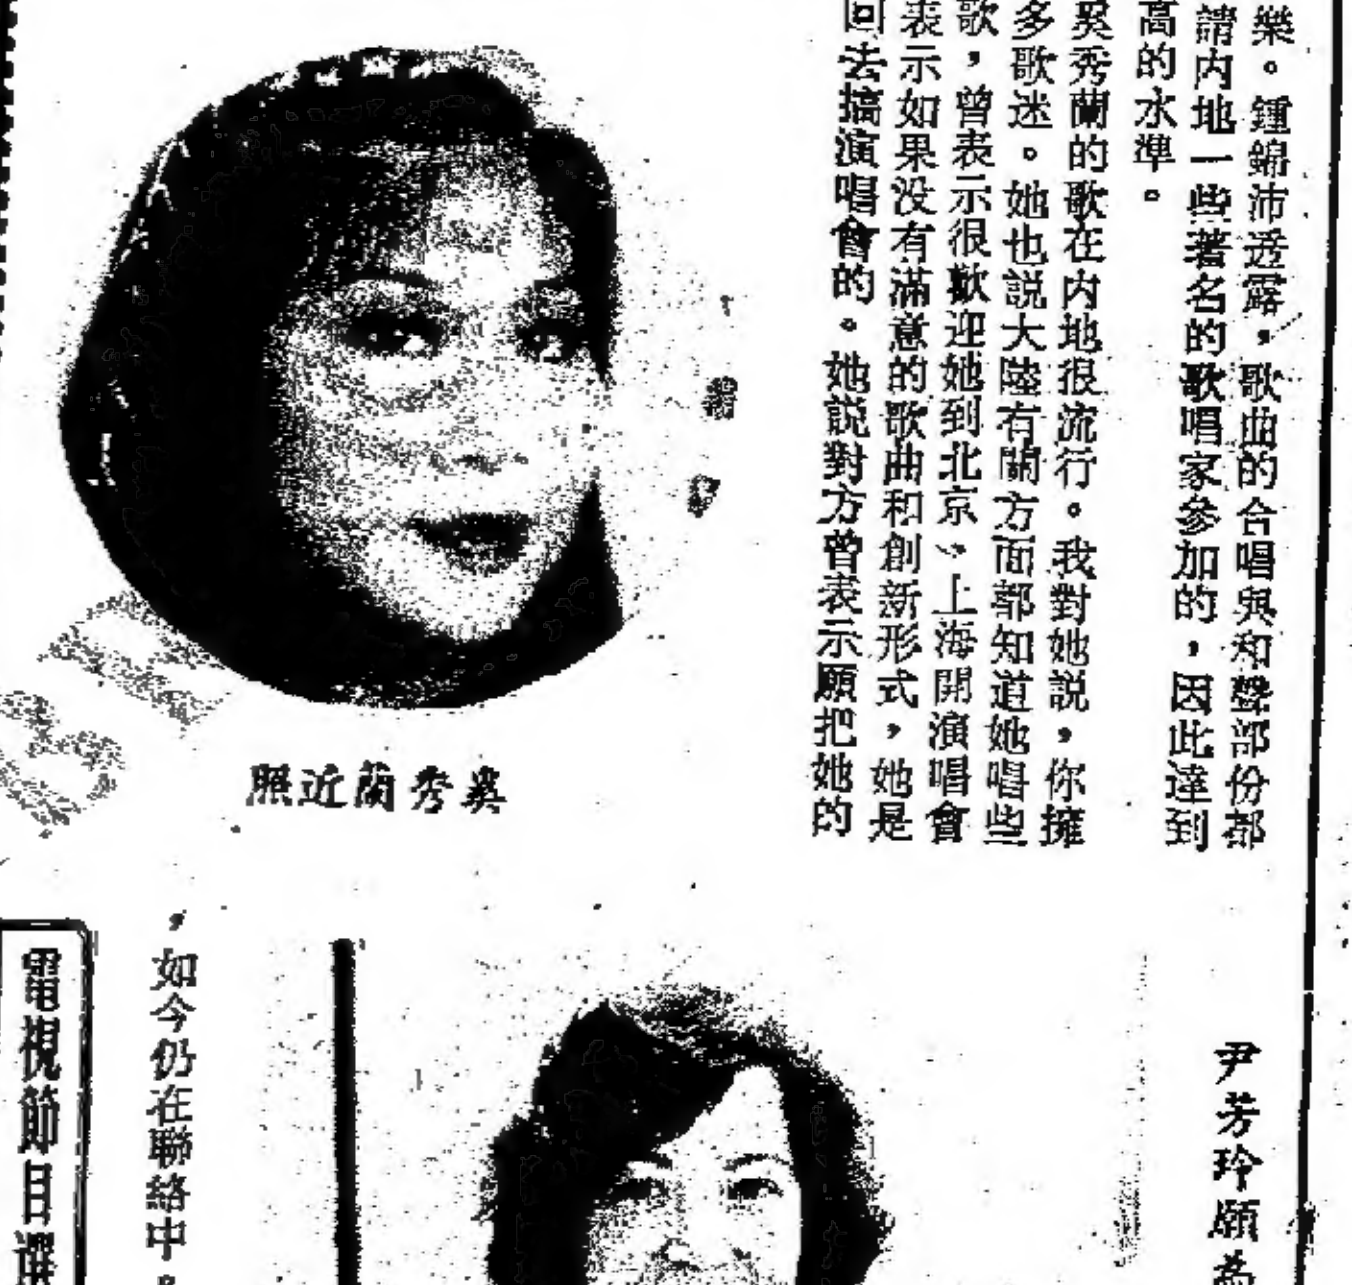 樂。鍾錦沛透露，歌曲的合唱與和聲部份都
請内地一些著名的歌唱家參加的，因此達到
高的水準。
奚秀蘭的歌在内地很流行。我對她説，你擁
多歌迷。她也説大陸有關方面都知道她唱些
歌，曾表示很歡迎她到北京、上海開演唱會
表示如果没有滿意的歌曲和創新形式，她是
回去搞演唱會的。她説對方曾表示願把她的
照近蘭秀奚
尹芳玲願為
，如今仍在聯絡中。
電視節目選